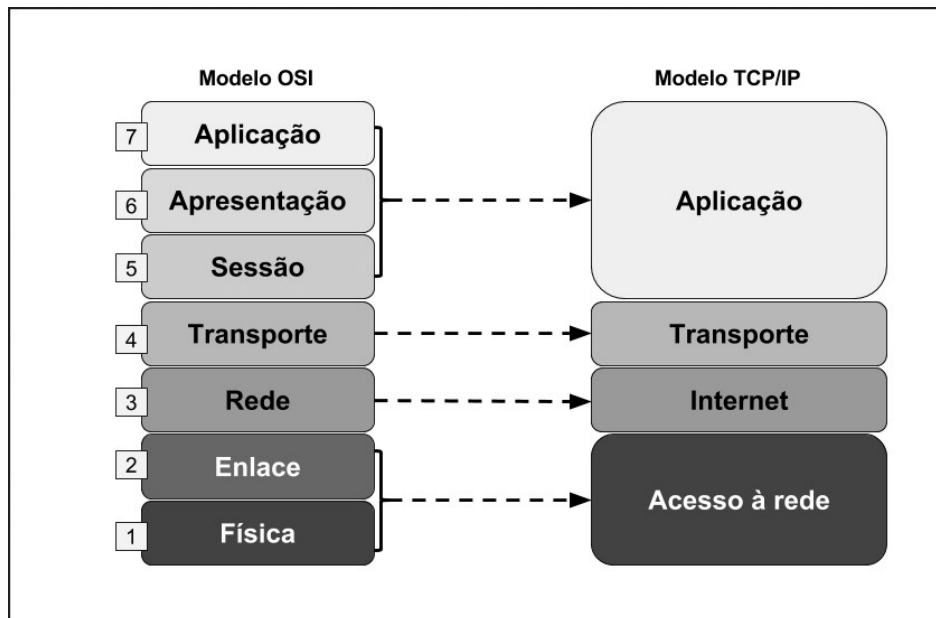 Modelo OSI
Modelo TCP/IP
7
Aplicação
6
Apresentação
5
Sessão
Aplicação
4
Transporte
Transporte
3
Rede
Internet
2
Enlace
1
Física
Acesso à rede